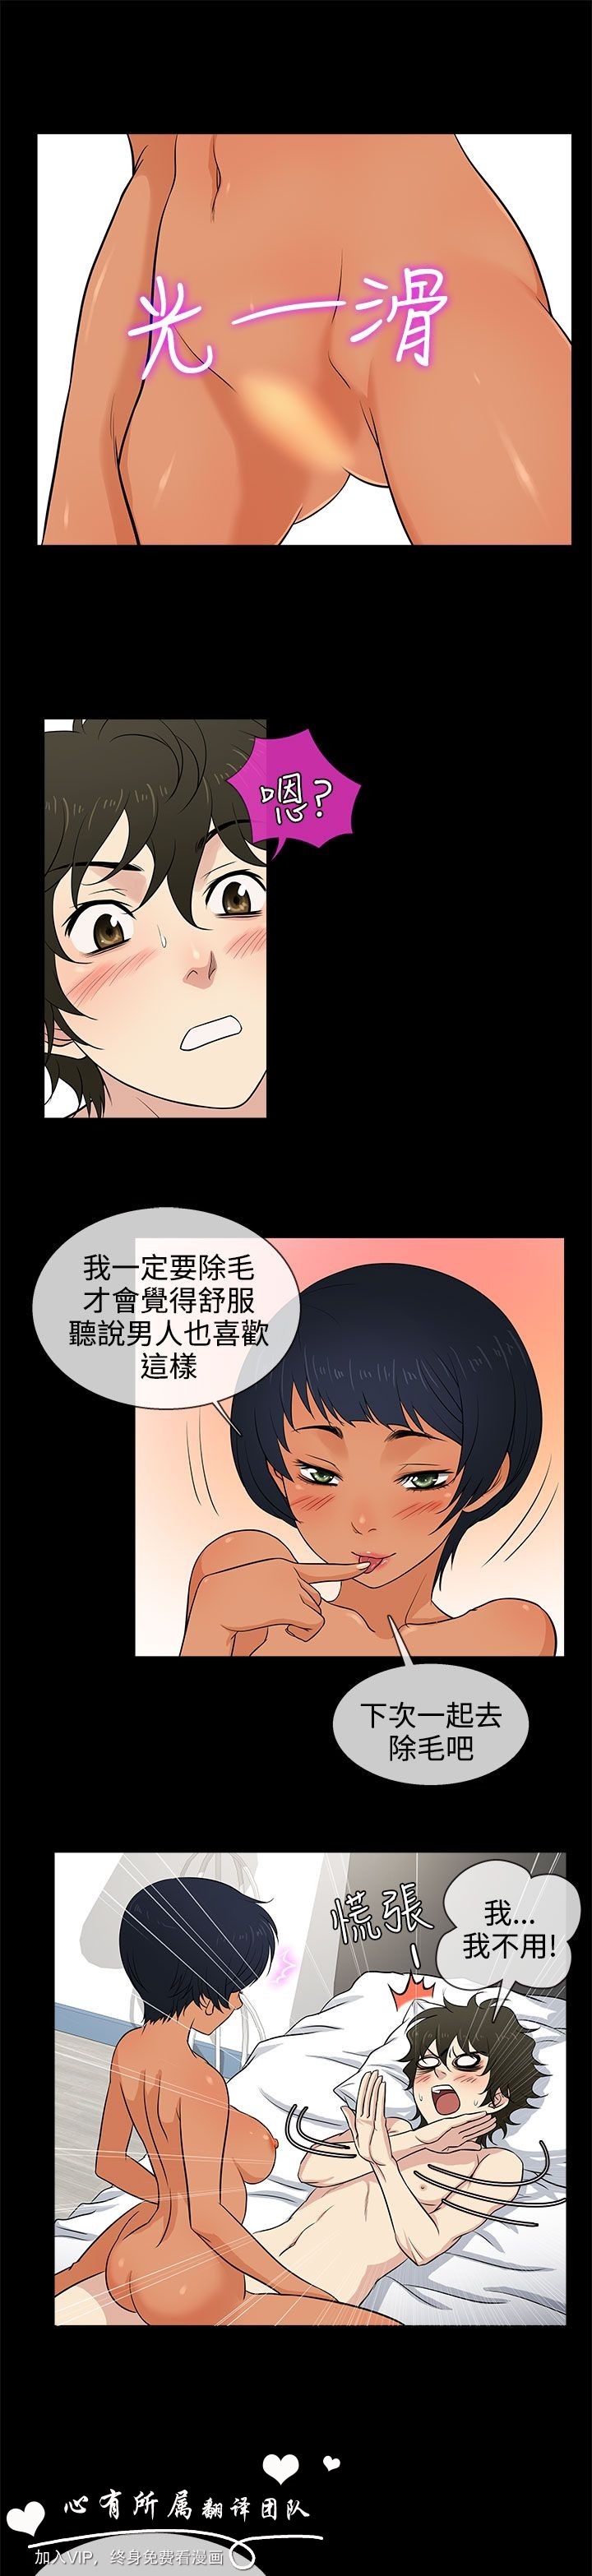 光一滑
嗯?
我一定要除毛
才會覺得舒服
聽說男人也喜歡
這樣
下次一起去
除毛吧
慌張
我...
我不用!
心有所属翻译团队
加入VIP，终身免费看漫画